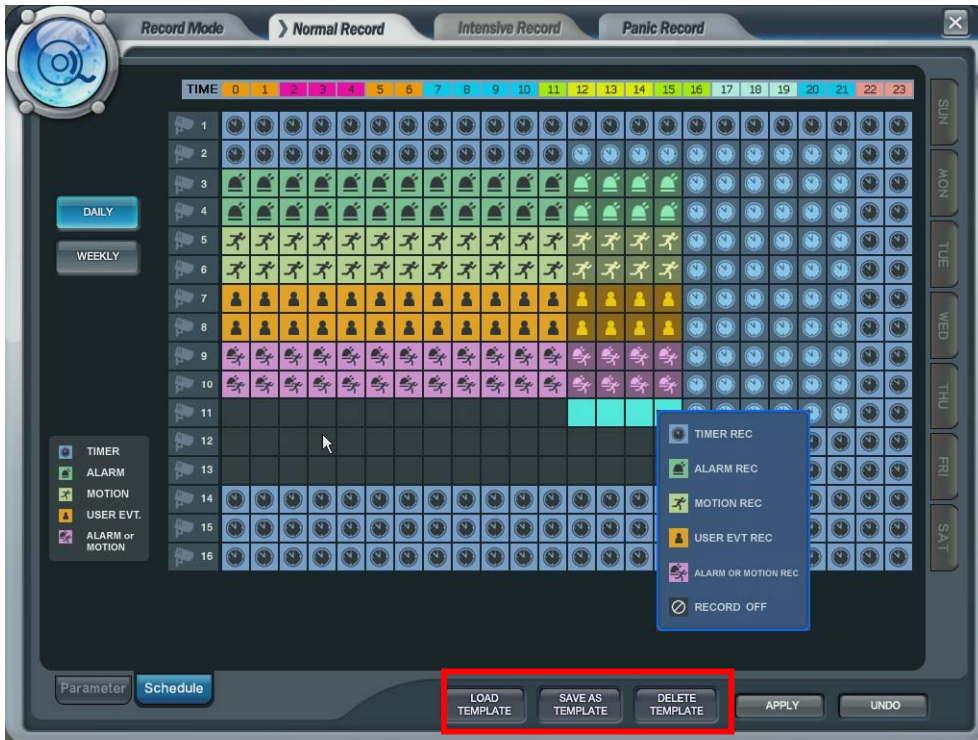 Record Mode
Normal Record
Intensive Record
Panic Record
TIME 0 1 2 3 4 5 6 7 8 9 10 11 12 13 14 15 16 17 18 19 20 21 22 23
1
2
3
4
5
6
7
8
9
10
11
12
13
14
15
16
DAILY
WEEKLY
TIMER
ALARM
MOTION
USER EVT.
ALARM or
MOTION
TIMER REC
ALARM REC
MOTION REC
USER EVT REC
ALARM OR MOTION REC
RECORD OFF
SUN
MON
TUE
WED
THU
FRI
SAT
Parameter
Schedule
LOAD
TEMPLATE
SAVE AS
TEMPLATE
DELETE
TEMPLATE
APPLY
UNDO